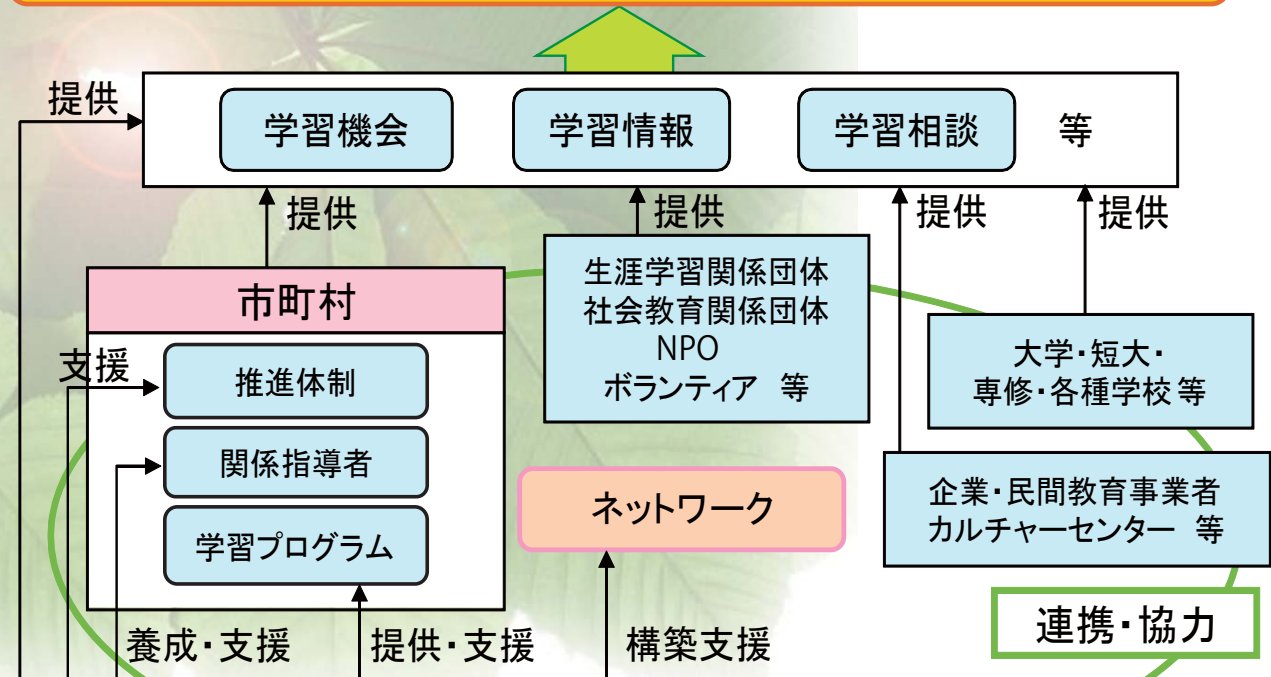 提供
学習機会
学習情報
学習相談
等
提供
提供
提供
提供
市町村
支援
推進体制
関係指導者
学習プログラム
生涯学習関係団体
社会教育関係団体
NPO
ボランティア 等
大学・短大・
専修・各種学校 等
企業・民間教育事業者
カルチャーセンター 等
ネットワーク
連携・協力
養成・支援
提供・支援
構築支援